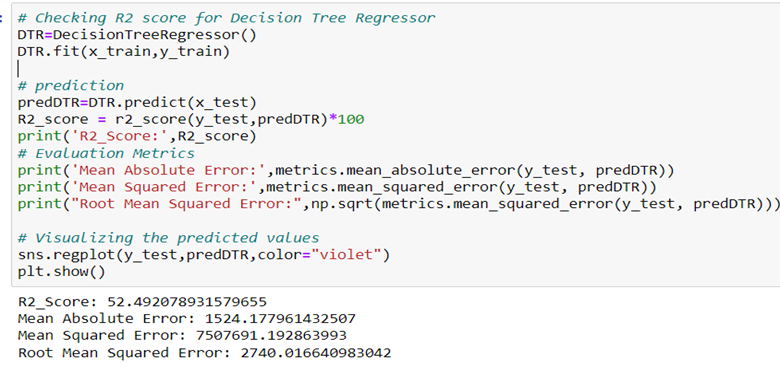 :
# Checking R2 score for Decision Tree Regressor
DTR=DecisionTreeRegressor()
DTR.fit(x_train,y_train)
# prediction
predDTR=DTR.predict(x_test)
R2_score = r2_score(y_test,predDTR)*100
print('R2_Score:',R2_score)
# Evaluation Metrics
print('Mean Absolute Error:',metrics.mean_absolute_error(y_test, predDTR))
print('Mean Squared Error:',metrics.mean_squared_error(y_test, predDTR))
print("Root Mean Squared Error:",np.sqrt(metrics.mean_squared_error(y_test, predDTR)))
# Visualizing the predicted values
sns.regplot(y_test,predDTR,color="violet")
plt.show()
R2_Score: 52.492078931579655
Mean Absolute Error: 1524.177961432507
Mean Squared Error: 7507691.192863993
Root Mean Squared Error: 2740.016640983042